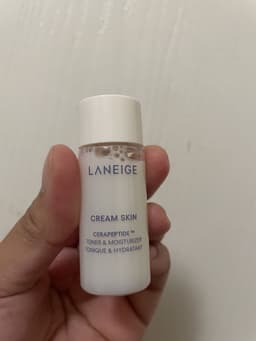 LANEIGE
CREAM SKIN
CERAPEPTIDE™
TONER & MOISTURIZER
TONIQUE & HYDRATANT